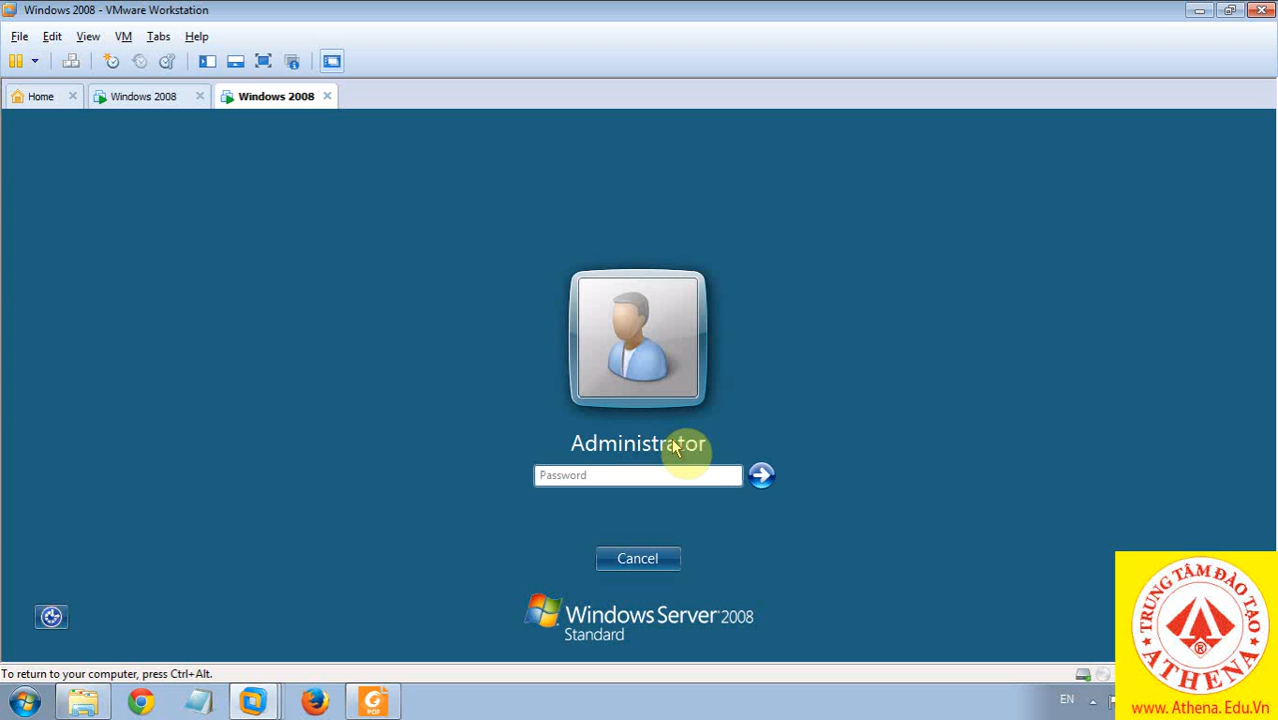 Windows 2008 - VMware Workstation
File Edit View VM Tabs Help
Home Windows 2008 Windows 2008
Administrator
Password
Cancel
Windows Server 2008
Standard
To return to your computer, press Ctrl+Alt.
EN
PDF
TRUNG TÂM ĐÀO TẠO
®
ATHENA
www.Athena.Edu.Vn